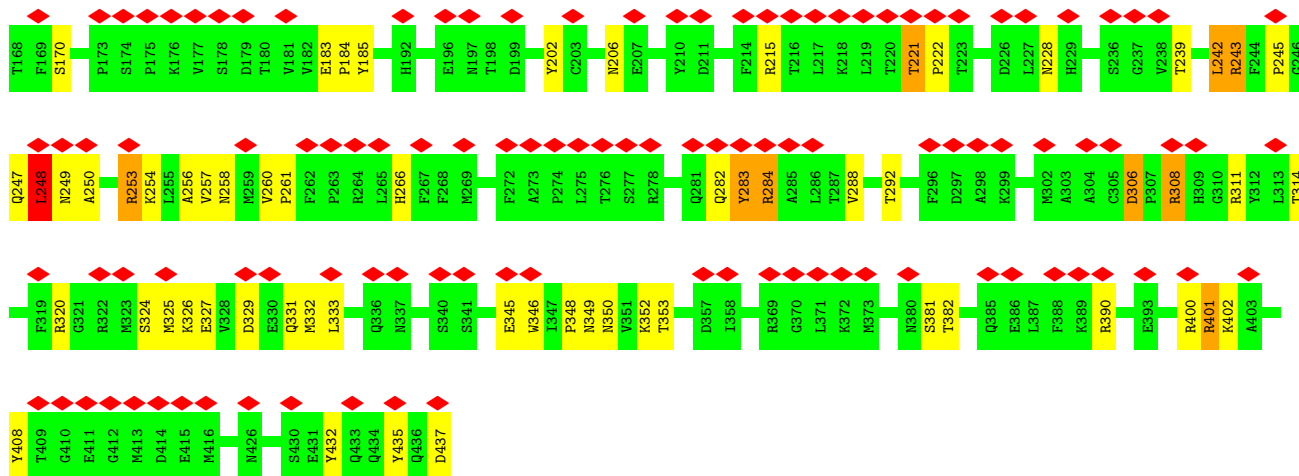 T168 F169 S170 P173 S174 P175 K176 V177 S178 D179 T180 V181 V182 E183 P184 Y185 H192 E196 N197 T198 D199 Y202 C203 N206 E207 Y210 D211 F214 R215 T216 L217 K218 L219 T220 T221 P222 T223 D226 L227 N228 H229 S236 G237 V238 T239 L242 R243 F244 P245 G246
Q247 L248 N249 A250 R253 K254 L255 A256 V257 N258 M259 V260 P261 F262 P263 R264 L265 H266 F267 F268 M269 F272 A273 P274 L275 T276 S277 R278 Q281 Q282 Y283 R284 A285 L286 T287 V288 T292 F296 D297 A298 K299 M302 A303 A304 C305 D306 P307 R308 H309 G310 R311 Y312 L313 T314
F319 R320 G321 R322 M323 S324 M325 K326 E327 V328 D329 E330 Q331 M332 L333 Q336 N337 S340 S341 E345 W346 I347 P348 N349 N350 V351 K352 T353 D357 I358 R369 G370 L371 K372 M373 N380 S381 T382 Q385 E386 L387 F388 K389 R390 E393 R400 R401 K402 A403
Y408 T409 G410 E411 G412 M413 D414 E415 M416 N426 S430 E431 Y432 Q433 Q434 Y435 Q436 D437